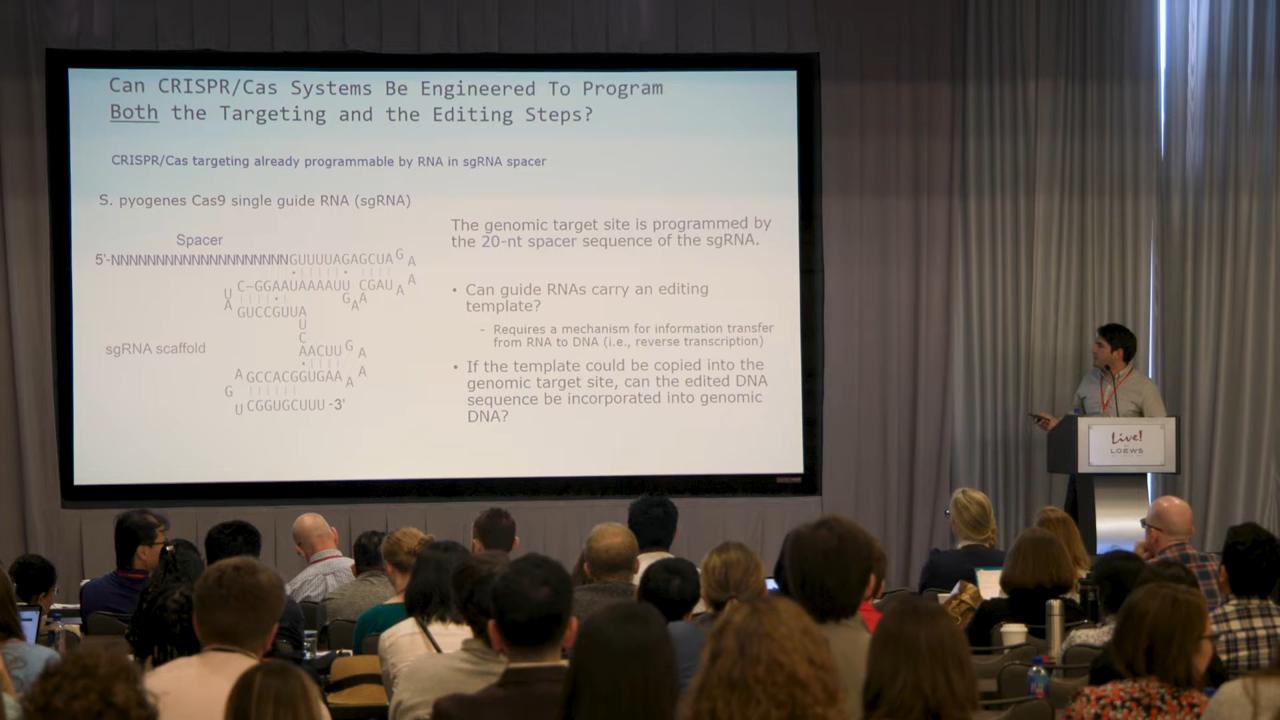 Can CRISPR/Cas Systems Be Engineered To Program
Both the Targeting and the Editing Steps?
CRISPR/Cas targeting already programmable by RNA in sgRNA spacer
S. pyogenes Cas9 single guide RNA (sgRNA)
Spacer
5'-NNNNNNNNNNNNNNNNNNNNGUUUUAGAGCUAG A
C–GGAAUAAAAUU CGAU A A
U A
G A A
GUCCGUUA
U
C
sgRNA scaffold
AACUU G A
A GCCACGGUGAA A A
G
U CGGUGCUUU -3'
The genomic target site is programmed by
the 20-nt spacer sequence of the sgRNA.
• Can guide RNAs carry an editing
template?
- Requires a mechanism for information transfer
from RNA to DNA (i.e., reverse transcription)
• If the template could be copied into the
genomic target site, can the edited DNA
sequence be incorporated into genomic
DNA?
Live!
LOEWS